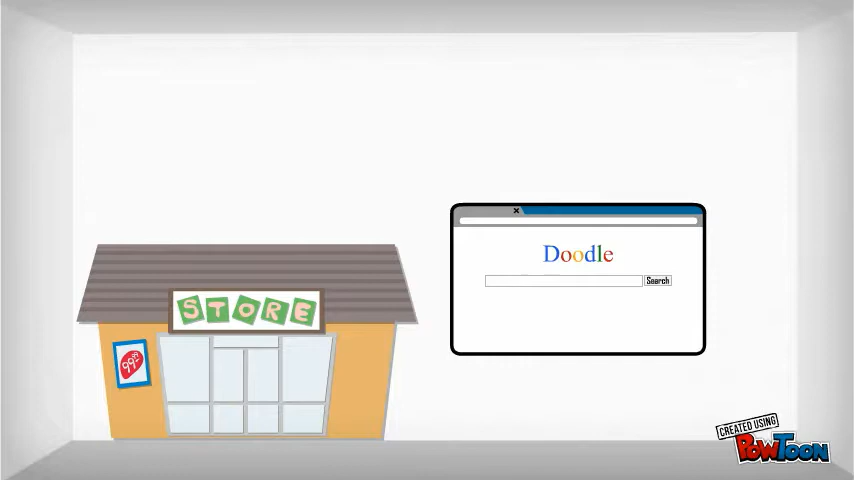 Doodle
Search
STORE
99
CREATED USING
POWTOON